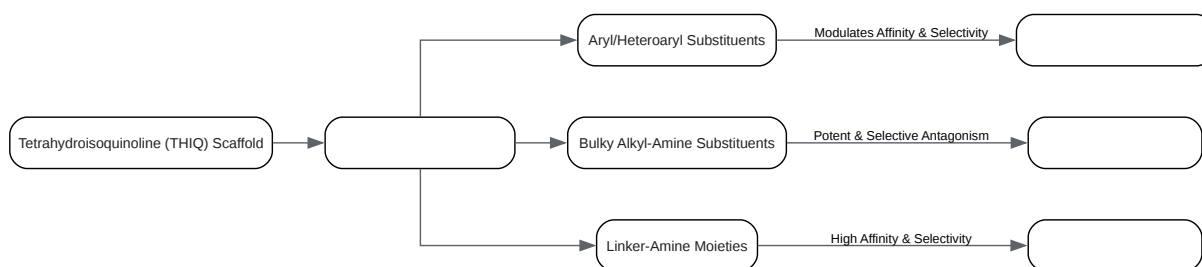 Aryl/Heteroaryl Substituents
Modulates Affinity & Selectivity
Tetrahydroisoquinoline (THIQ) Scaffold
Bulky Alkyl-Amine Substituents
Potent & Selective Antagonism
Linker-Amine Moieties
High Affinity & Selectivity